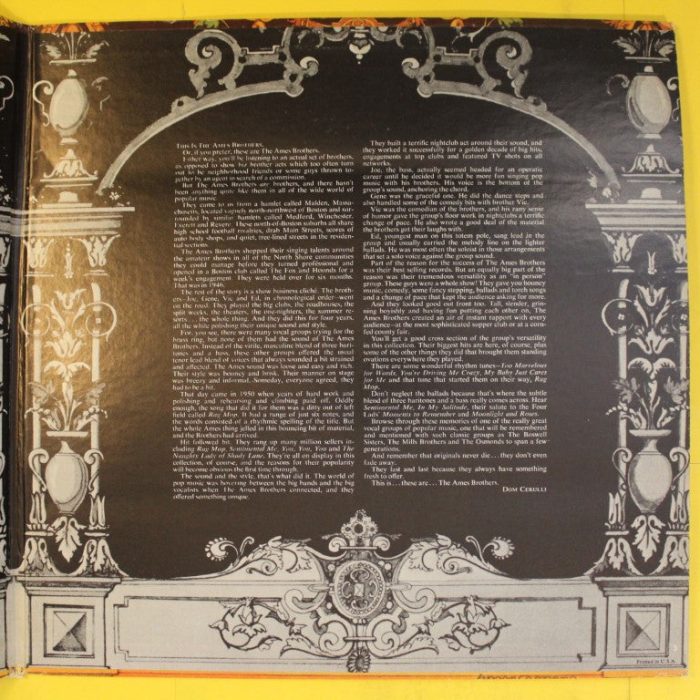 THIS IS THE AMES BROTHERS.
Or, if you prefer, these are The Ames Brothers.
Either way, you'll be listening to an actual set of brothers,
as opposed to show biz brother acts which too often turn
out to be neighborhood friends or some guys thrown to-
gether by an agent in search of a commission.
But The Ames Brothers are brothers, and there hasn't
been anything quite like them in all of the wide world of
popular music.
They came to us from a hamlet called Malden, Massa-
chusetts, located vaguely north-northwest of Boston and sur-
rounded by similar hamlets called Medford, Winchester,
Everett and Revere. These north-of-Boston suburbs all share
high school football rivalries, drab Main Streets, scores of
auto body shops, and quiet, tree-lined streets in the residen-
tial sections.
The Ames Brothers shopped their singing talents around
the amateur shows in all of the North Shore communities
they could manage before they turned professional and
opened in a Boston club called The Fox and Hounds for a
week's engagement. They were held over for six months.
That was in 1946.
The rest of the story is a show business cliché. The broth-
ers—Joe, Gene, Vic and Ed, in chronological order—went
on the road. They played the big clubs, the roadhouses, the
split weeks, the theaters, the one-nighters, the summer re-
sorts . . . the whole thing. And they did this for four years,
all the while polishing their unique sound and style.
For, you see, there were many vocal groups trying for the
brass ring, but none of them had the sound of The Ames
Brothers. Instead of the virile, masculine blend of three bari-
tones and a bass, those other groups offered the usual
tenor lead blend of voices that always sounded a bit strained
and affected. The Ames sound was loose and easy and rich.
Their style was bouncy and brisk. Their manner on stage
was breezy and informal. Someday, everyone agreed, they
had to be a hit.
That day came in 1950 when years of hard work and
polishing and rehearsing and climbing paid off. Oddly
enough, the song that did it for them was a ditty out of left
field called Rag Mop. It had a range of just six notes, and
the words consisted of a rhythmic spelling of the title. But
the whole Ames thing jelled in this bouncing bit of material,
and the Brothers had arrived.
Hit followed hit. They rang up many million sellers in-
cluding Rag Mop, Sentimental Me, You, You, You and The
Naughty Lady of Shady Lane. They're all on display in this
collection, of course, and the reasons for their popularity
will become obvious the first time through.
The sound and the style, that's what did it. The world of
pop music was hovering between the big bands and the big
vocalists when The Ames Brothers connected, and they
offered something unique.
They built a terrific nightclub act around their sound, and
they worked it successfully for a golden decade of big hits,
engagements at top clubs and featured TV shots on all
networks.
Joe, the bass, actually seemed headed for an operatic
career until he decided it would be more fun singing pop
music with his brothers. His voice is the bottom of the
group's sound, anchoring the chord.
Gene was the graceful one. He did the dance steps and
also handled some of the comedy bits with brother Vic.
Vic was the comedian of the brothers, and his zany sense
of humor gave the group's floor work in nightclubs a terrific
change of pace. He also wrote a good deal of the material
the brothers got their laughs with.
Ed, youngest man on this totem pole, sang lead in the
group and usually carried the melody line on the lighter
ballads. He was most often the soloist in those arrangements
that set a solo voice against the group sound.
Part of the reason for the success of The Ames Brothers
was their best selling records. But an equally big part of the
reason was their tremendous versatility as an "in person"
group. These guys were a whole show! They gave you bouncy
music, comedy, some fancy stepping, ballads and torch songs
and a change of pace that kept the audience asking for more.
And they looked good out front too. Tall, slender, grin-
ning boyishly and having fun putting each other on, The
Ames Brothers created an air of instant rapport with every
audience—at the most sophisticated supper club or at a corn-
fed county fair.
You'll get a good cross section of the group's versatility
in this collection. Their biggest hits are here, of course, plus
some of the other things they did that brought them standing
ovations everywhere they played.
There are some wonderful rhythm tunes—Too Marvelous
for Words, You're Driving Me Crazy, My Baby Just Cares
for Me and that tune that started them on their way, Rag
Mop.
Don't neglect the ballads because that's where the subtle
blend of three baritones and a bass really comes across. Hear
Sentimental Me, In My Solitude, their salute to the Four
Lads' Moments to Remember and Moonlight and Roses.
Browse through these memories of one of the really great
vocal groups of popular music, one that will be remembered
and mentioned with such classic groups as The Boswell
Sisters, The Mills Brothers and The Osmonds to span a few
generations.
And remember that originals never die . . . they don't even
fade away.
They last and last because they always have something
fresh to offer.
This is . . . these are . . . The Ames Brothers.
DOM CERULLI
Printed in U.S.A.